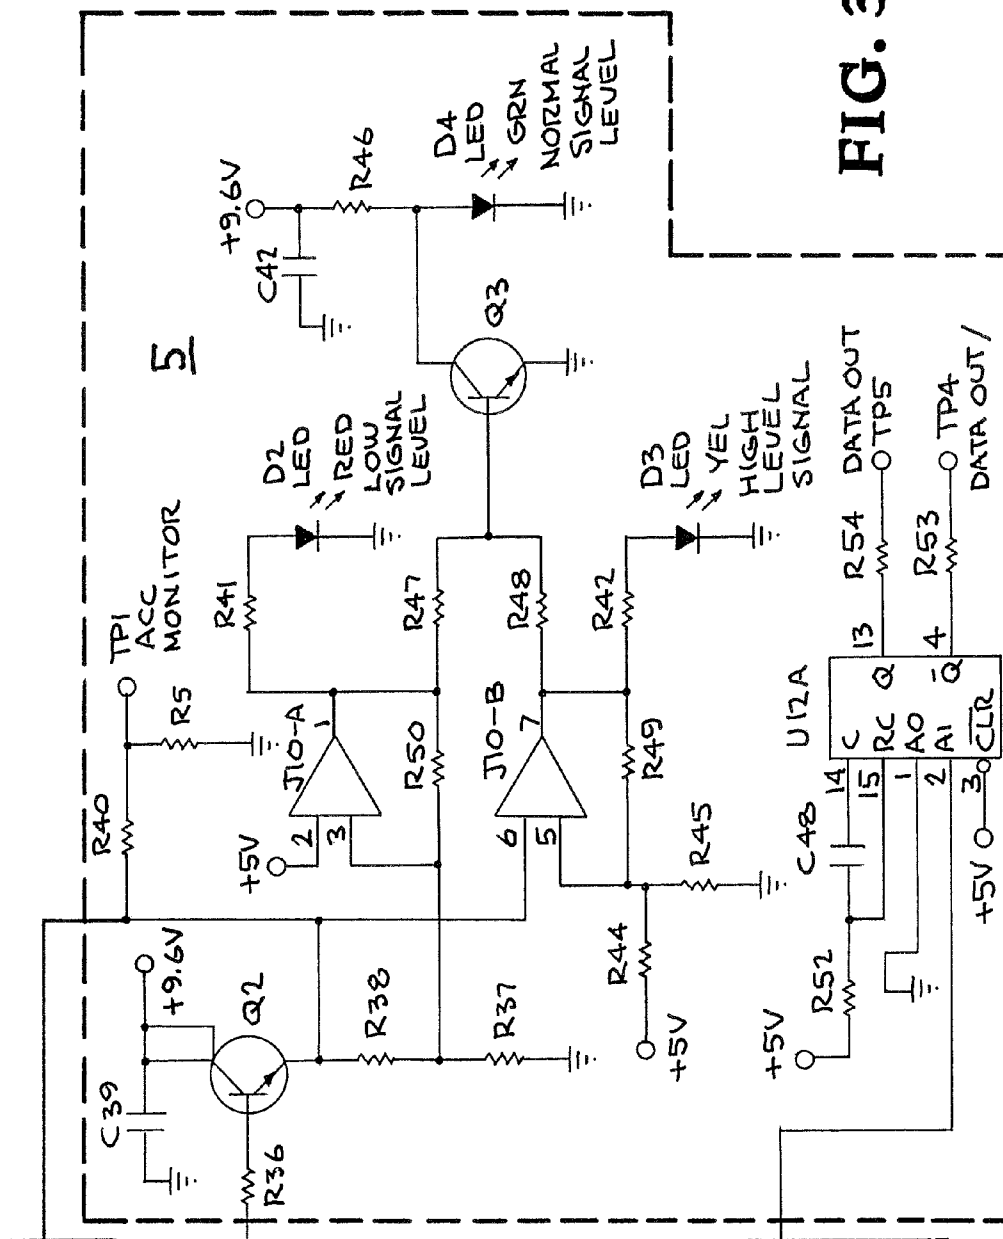 FIG. 3
5
+9.6V
C42
R46
D4
LED
GRN
NORMAL
SIGNAL
LEVEL
Q3
TP1
ACC
MONITOR
R5
R40
R41
D2
LED
RED
LOW
SIGNAL
LEVEL
J10-A
1
2
3
+5V
R47
R50
R48
J10-B
7
6
5
R42
R49
D3
LED
YEL
HIGH
LEVEL
SIGNAL
R45
R44
+5V
+9.6V
Q2
C39
R36
R38
R37
U12A
C
RC
A0
A1
CLR
Q
Q̅
14
15
1
2
3
13
4
C48
R52
+5V
+5V
R54
R53
DATA OUT
TP5
TP4
DATA OUT/